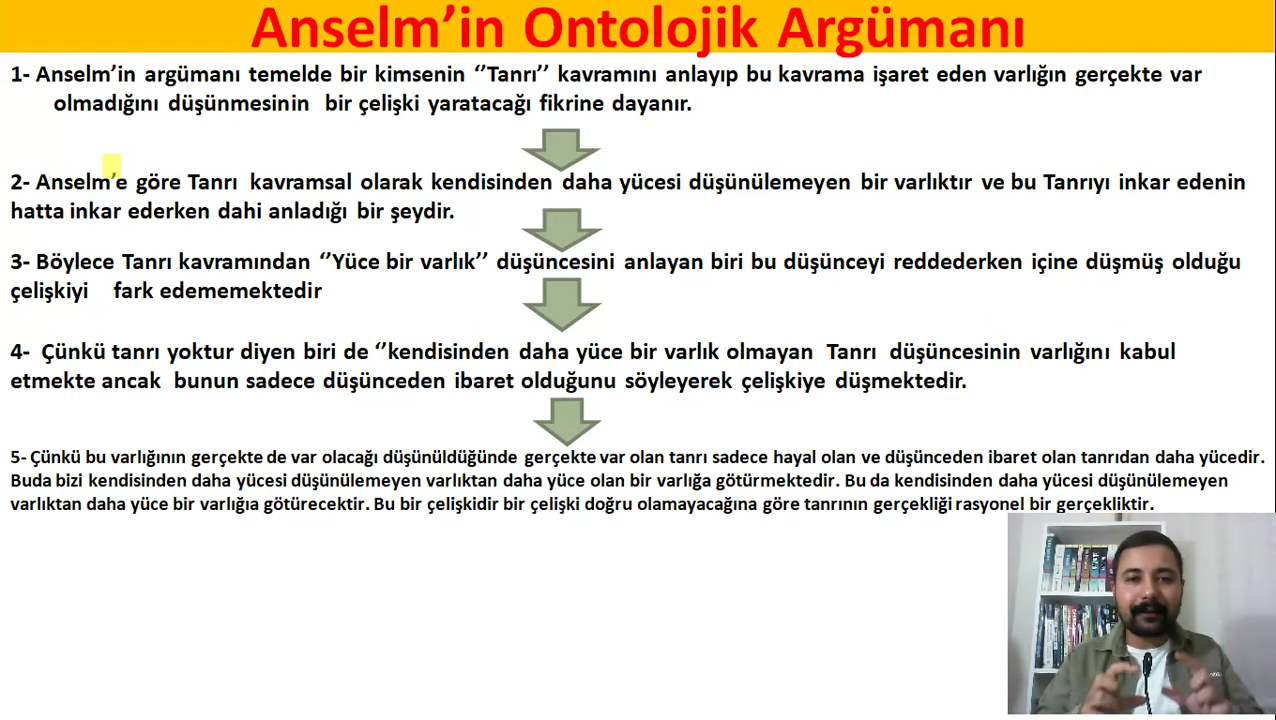 Anselm’in Ontolojik Argümanı
1- Anselm’in argümanı temelde bir kimsenin ‘’Tanrı’’ kavramını anlayıp bu kavrama işaret eden varlığın gerçekte var
olmadığını düşünmesinin bir çelişki yaratacağı fikrine dayanır.
2- Anselm’e göre Tanrı kavramsal olarak kendisinden daha yücesi düşünülemeyen bir varlıktır ve bu Tanrıyı inkar edenin
hatta inkar ederken dahi anladığı bir şeydir.
3- Böylece Tanrı kavramından ‘’Yüce bir varlık’’ düşüncesini anlayan biri bu düşünceyi reddederken içine düşmüş olduğu
çelişkiyi fark edememektedir
4- Çünkü tanrı yoktur diyen biri de ‘’kendisinden daha yüce bir varlık olmayan Tanrı düşüncesinin varlığını kabul
etmekte ancak bunun sadece düşünceden ibaret olduğunu söyleyerek çelişkiye düşmektedir.
5- Çünkü bu varlığının gerçekte de var olacağı düşünüldüğünde gerçekte var olan tanrı sadece hayal olan ve düşünceden ibaret olan tanrıdan daha yücedir.
Buda bizi kendisinden daha yücesi düşünülemeyen varlıktan daha yüce olan bir varlığa götürmektedir. Bu da kendisinden daha yücesi düşünülemeyen
varlıktan daha yüce bir varlığıa götürecektir. Bu bir çelişkidir bir çelişki doğru olamayacağına göre tanrının gerçekliği rasyonel bir gerçekliktir.